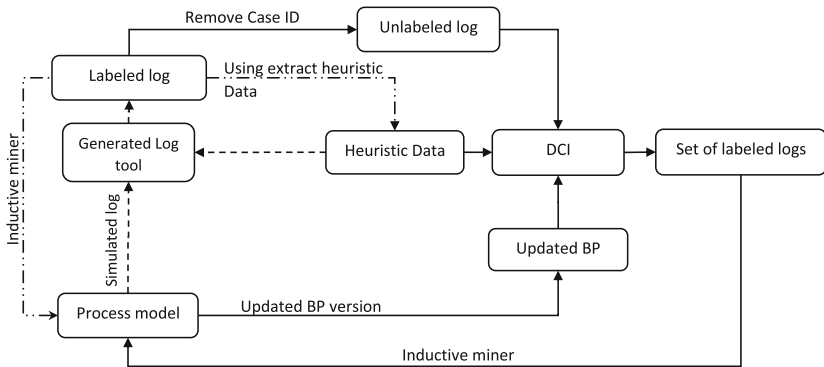 Remove Case ID
Unlabeled log
Labeled log
Using extract heuristic
Data
Generated Log
tool
Heuristic Data
DCI
Set of labeled logs
Inductive miner
Simulated log
Updated BP
Process model
Updated BP version
Inductive miner